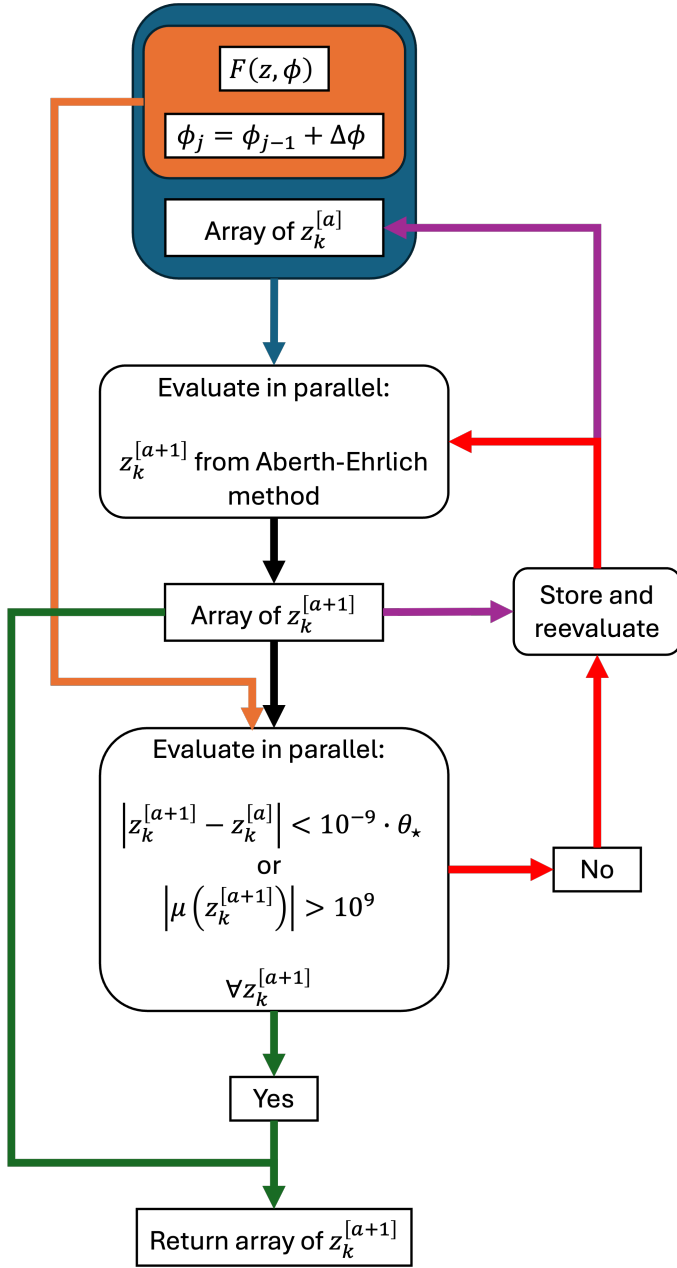 F(z, ϕ)
ϕ_j = ϕ_{j−1} + Δϕ
Array of z_k^{[a]}
Evaluate in parallel:
z_k^{[a+1]} from Aberth-Ehrlich
method
Array of z_k^{[a+1]}
Store and
reevaluate
Evaluate in parallel:
|z_k^{[a+1]} − z_k^{[a]}| < 10^{−9} · θ_⋆
or
|μ(z_k^{[a+1]})| > 10^9
∀z_k^{[a+1]}
No
Yes
Return array of z_k^{[a+1]}